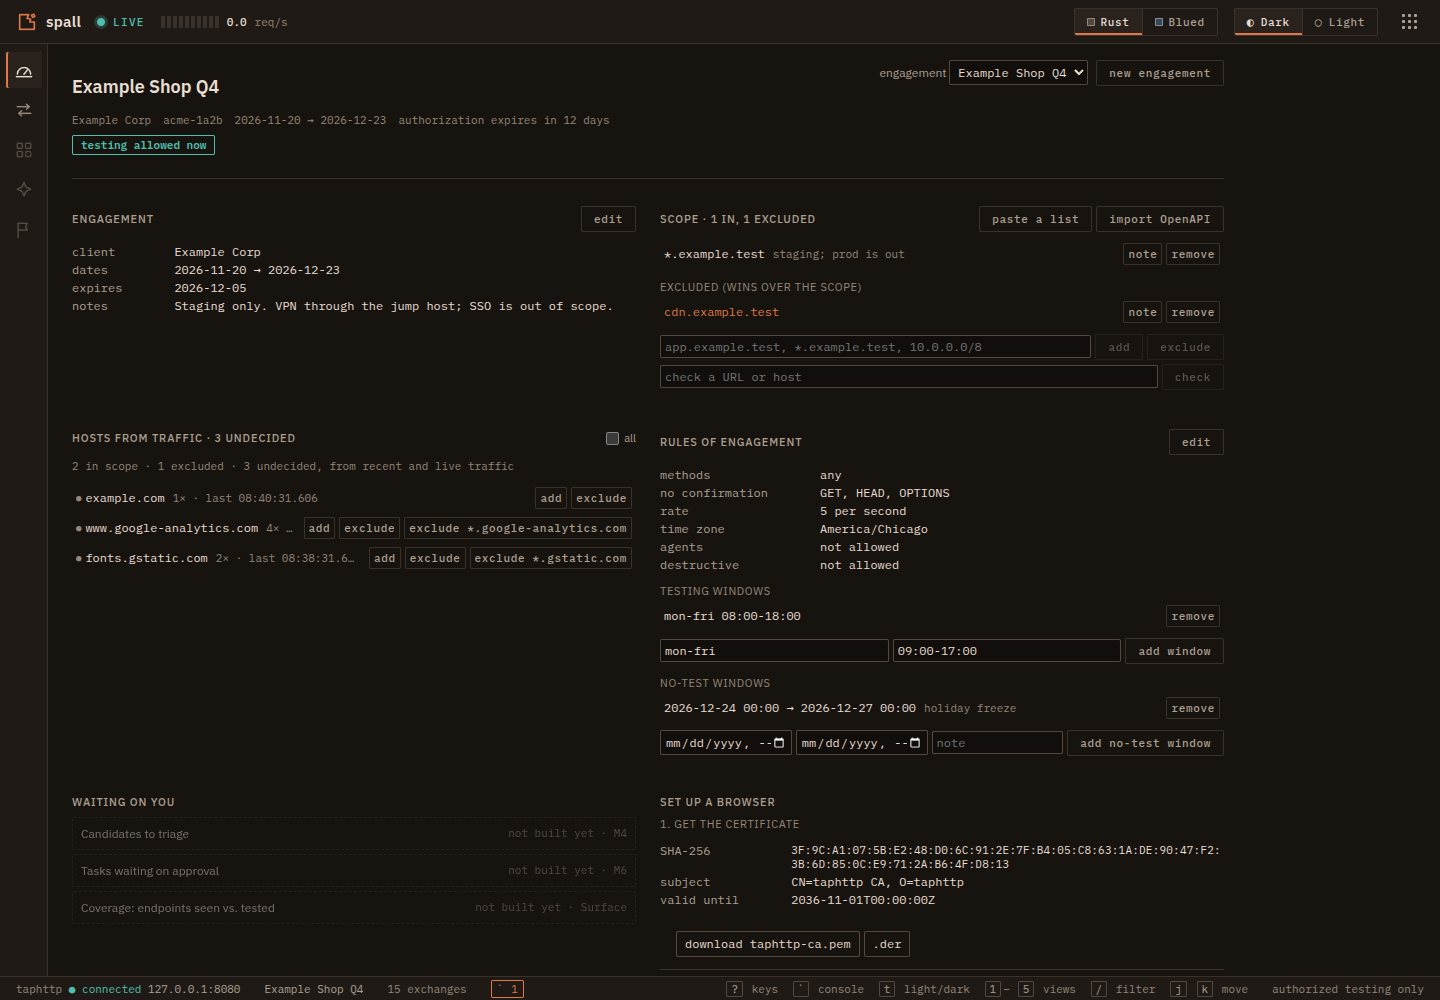 spall LIVE 0.0 req/s Rust Blued Dark Light
engagement Example Shop Q4 new engagement
Example Shop Q4
Example Corp acme-1a2b 2026-11-20 → 2026-12-23 authorization expires in 12 days
testing allowed now
ENGAGEMENT edit
client Example Corp
dates 2026-11-20 → 2026-12-23
expires 2026-12-05
notes Staging only. VPN through the jump host; SSO is out of scope.
SCOPE · 1 IN, 1 EXCLUDED paste a list import OpenAPI
*.example.test staging; prod is out note remove
EXCLUDED (WINS OVER THE SCOPE)
cdn.example.test note remove
app.example.test, *.example.test, 10.0.0.0/8 add exclude
check a URL or host check
HOSTS FROM TRAFFIC · 3 UNDECIDED all
2 in scope · 1 excluded · 3 undecided, from recent and live traffic
example.com 1× · last 08:40:31.606 add exclude
www.google-analytics.com 4× … add exclude exclude *.google-analytics.com
fonts.gstatic.com 2× · last 08:38:31.6… add exclude exclude *.gstatic.com
RULES OF ENGAGEMENT edit
methods any
no confirmation GET, HEAD, OPTIONS
rate 5 per second
time zone America/Chicago
agents not allowed
destructive not allowed
TESTING WINDOWS
mon-fri 08:00-18:00 remove
mon-fri 09:00-17:00 add window
NO-TEST WINDOWS
2026-12-24 00:00 → 2026-12-27 00:00 holiday freeze remove
mm/dd/yyyy, -- mm/dd/yyyy, -- note add no-test window
WAITING ON YOU
Candidates to triage not built yet · M4
Tasks waiting on approval not built yet · M6
Coverage: endpoints seen vs. tested not built yet · Surface
SET UP A BROWSER
1. GET THE CERTIFICATE
SHA-256 3F:9C:A1:07:5B:E2:48:D0:6C:91:2E:7F:B4:05:C8:63:1A:DE:90:47:F2:
3B:6D:85:0C:E9:71:2A:B6:4F:D8:13
subject CN=taphttp CA, O=taphttp
valid until 2036-11-01T00:00:00Z
download taphttp-ca.pem .der
taphttp ● connected 127.0.0.1:8080 Example Shop Q4 15 exchanges ` 1 ? keys ` console t light/dark 1 – 5 views / filter j k move authorized testing only